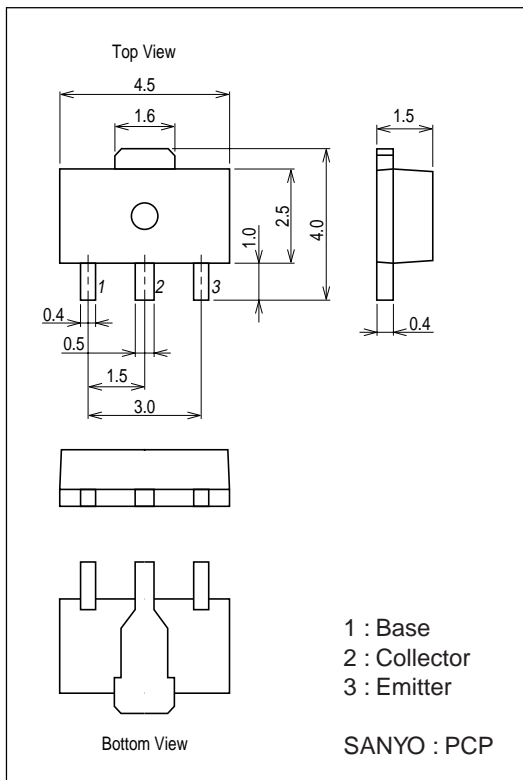 Top View
4.5
1.6
1.5
2.5
4.0
1.0
1
2
3
0.4
0.4
0.5
1.5
3.0
1 : Base
2 : Collector
3 : Emitter
Bottom View
SANYO : PCP